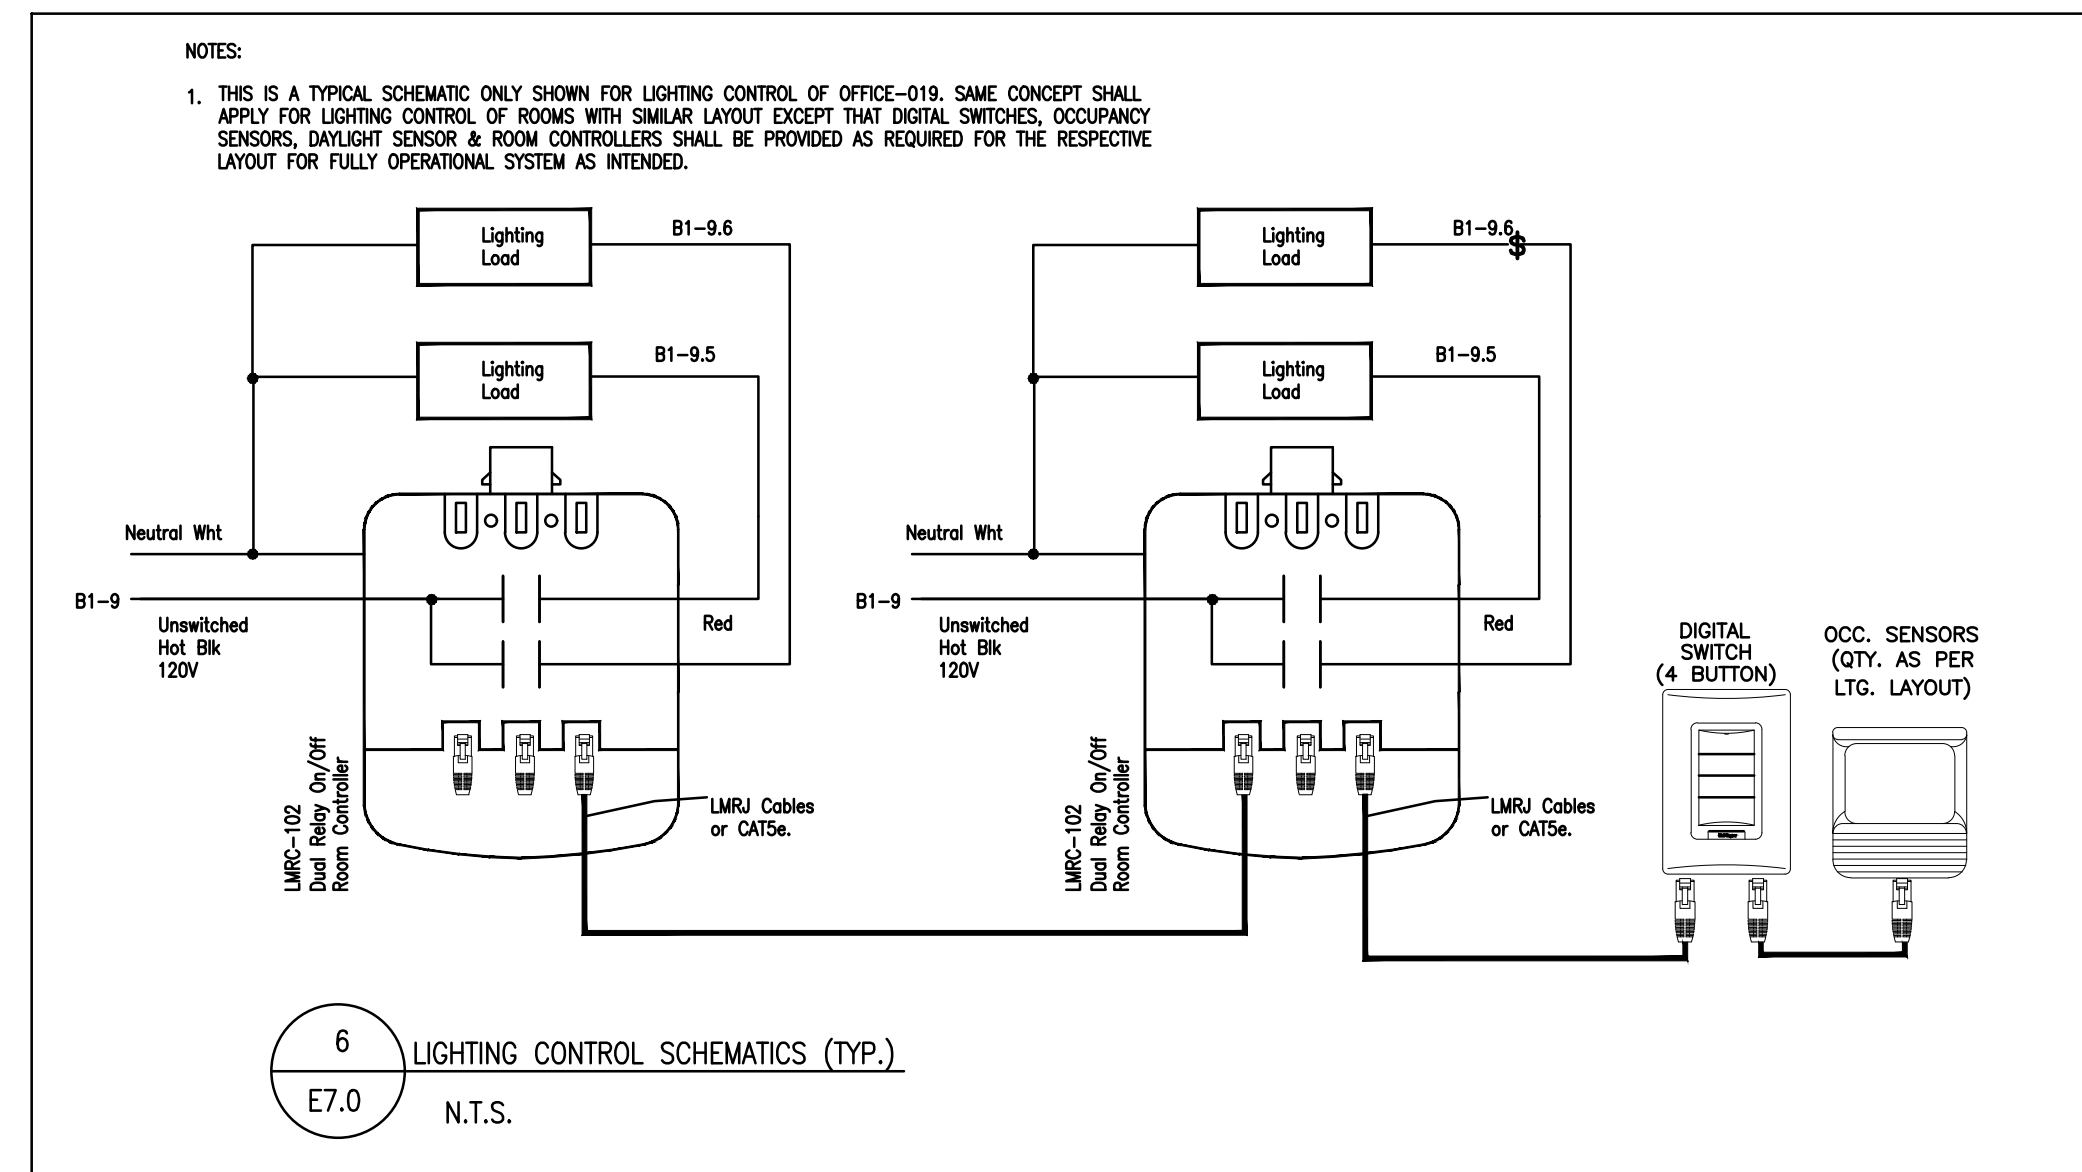 NOTES:
1. THIS IS A TYPICAL SCHEMATIC ONLY SHOWN FOR LIGHTING CONTROL OF OFFICE-019. SAME CONCEPT SHALL
APPLY FOR LIGHTING CONTROL OF ROOMS WITH SIMILAR LAYOUT EXCEPT THAT DIGITAL SWITCHES, OCCUPANCY
SENSORS, DAYLIGHT SENSOR & ROOM CONTROLLERS SHALL BE PROVIDED AS REQUIRED FOR THE RESPECTIVE
LAYOUT FOR FULLY OPERATIONAL SYSTEM AS INTENDED.
Lighting
Load
B1-9.6
Lighting
Load
B1-9.5
Neutral Wht
B1-9
Unswitched
Hot Blk
120V
Red
LMRC-102
Dual Relay On/Off
Room Controller
LMRJ Cables
or CAT5e.
Lighting
Load
B1-9.6
$
Lighting
Load
B1-9.5
Neutral Wht
B1-9
Unswitched
Hot Blk
120V
Red
LMRC-102
Dual Relay On/Off
Room Controller
LMRJ Cables
or CAT5e.
DIGITAL
SWITCH
(4 BUTTON)
OCC. SENSORS
(QTY. AS PER
LTG. LAYOUT)
6
E7.0
LIGHTING CONTROL SCHEMATICS (TYP.)
N.T.S.